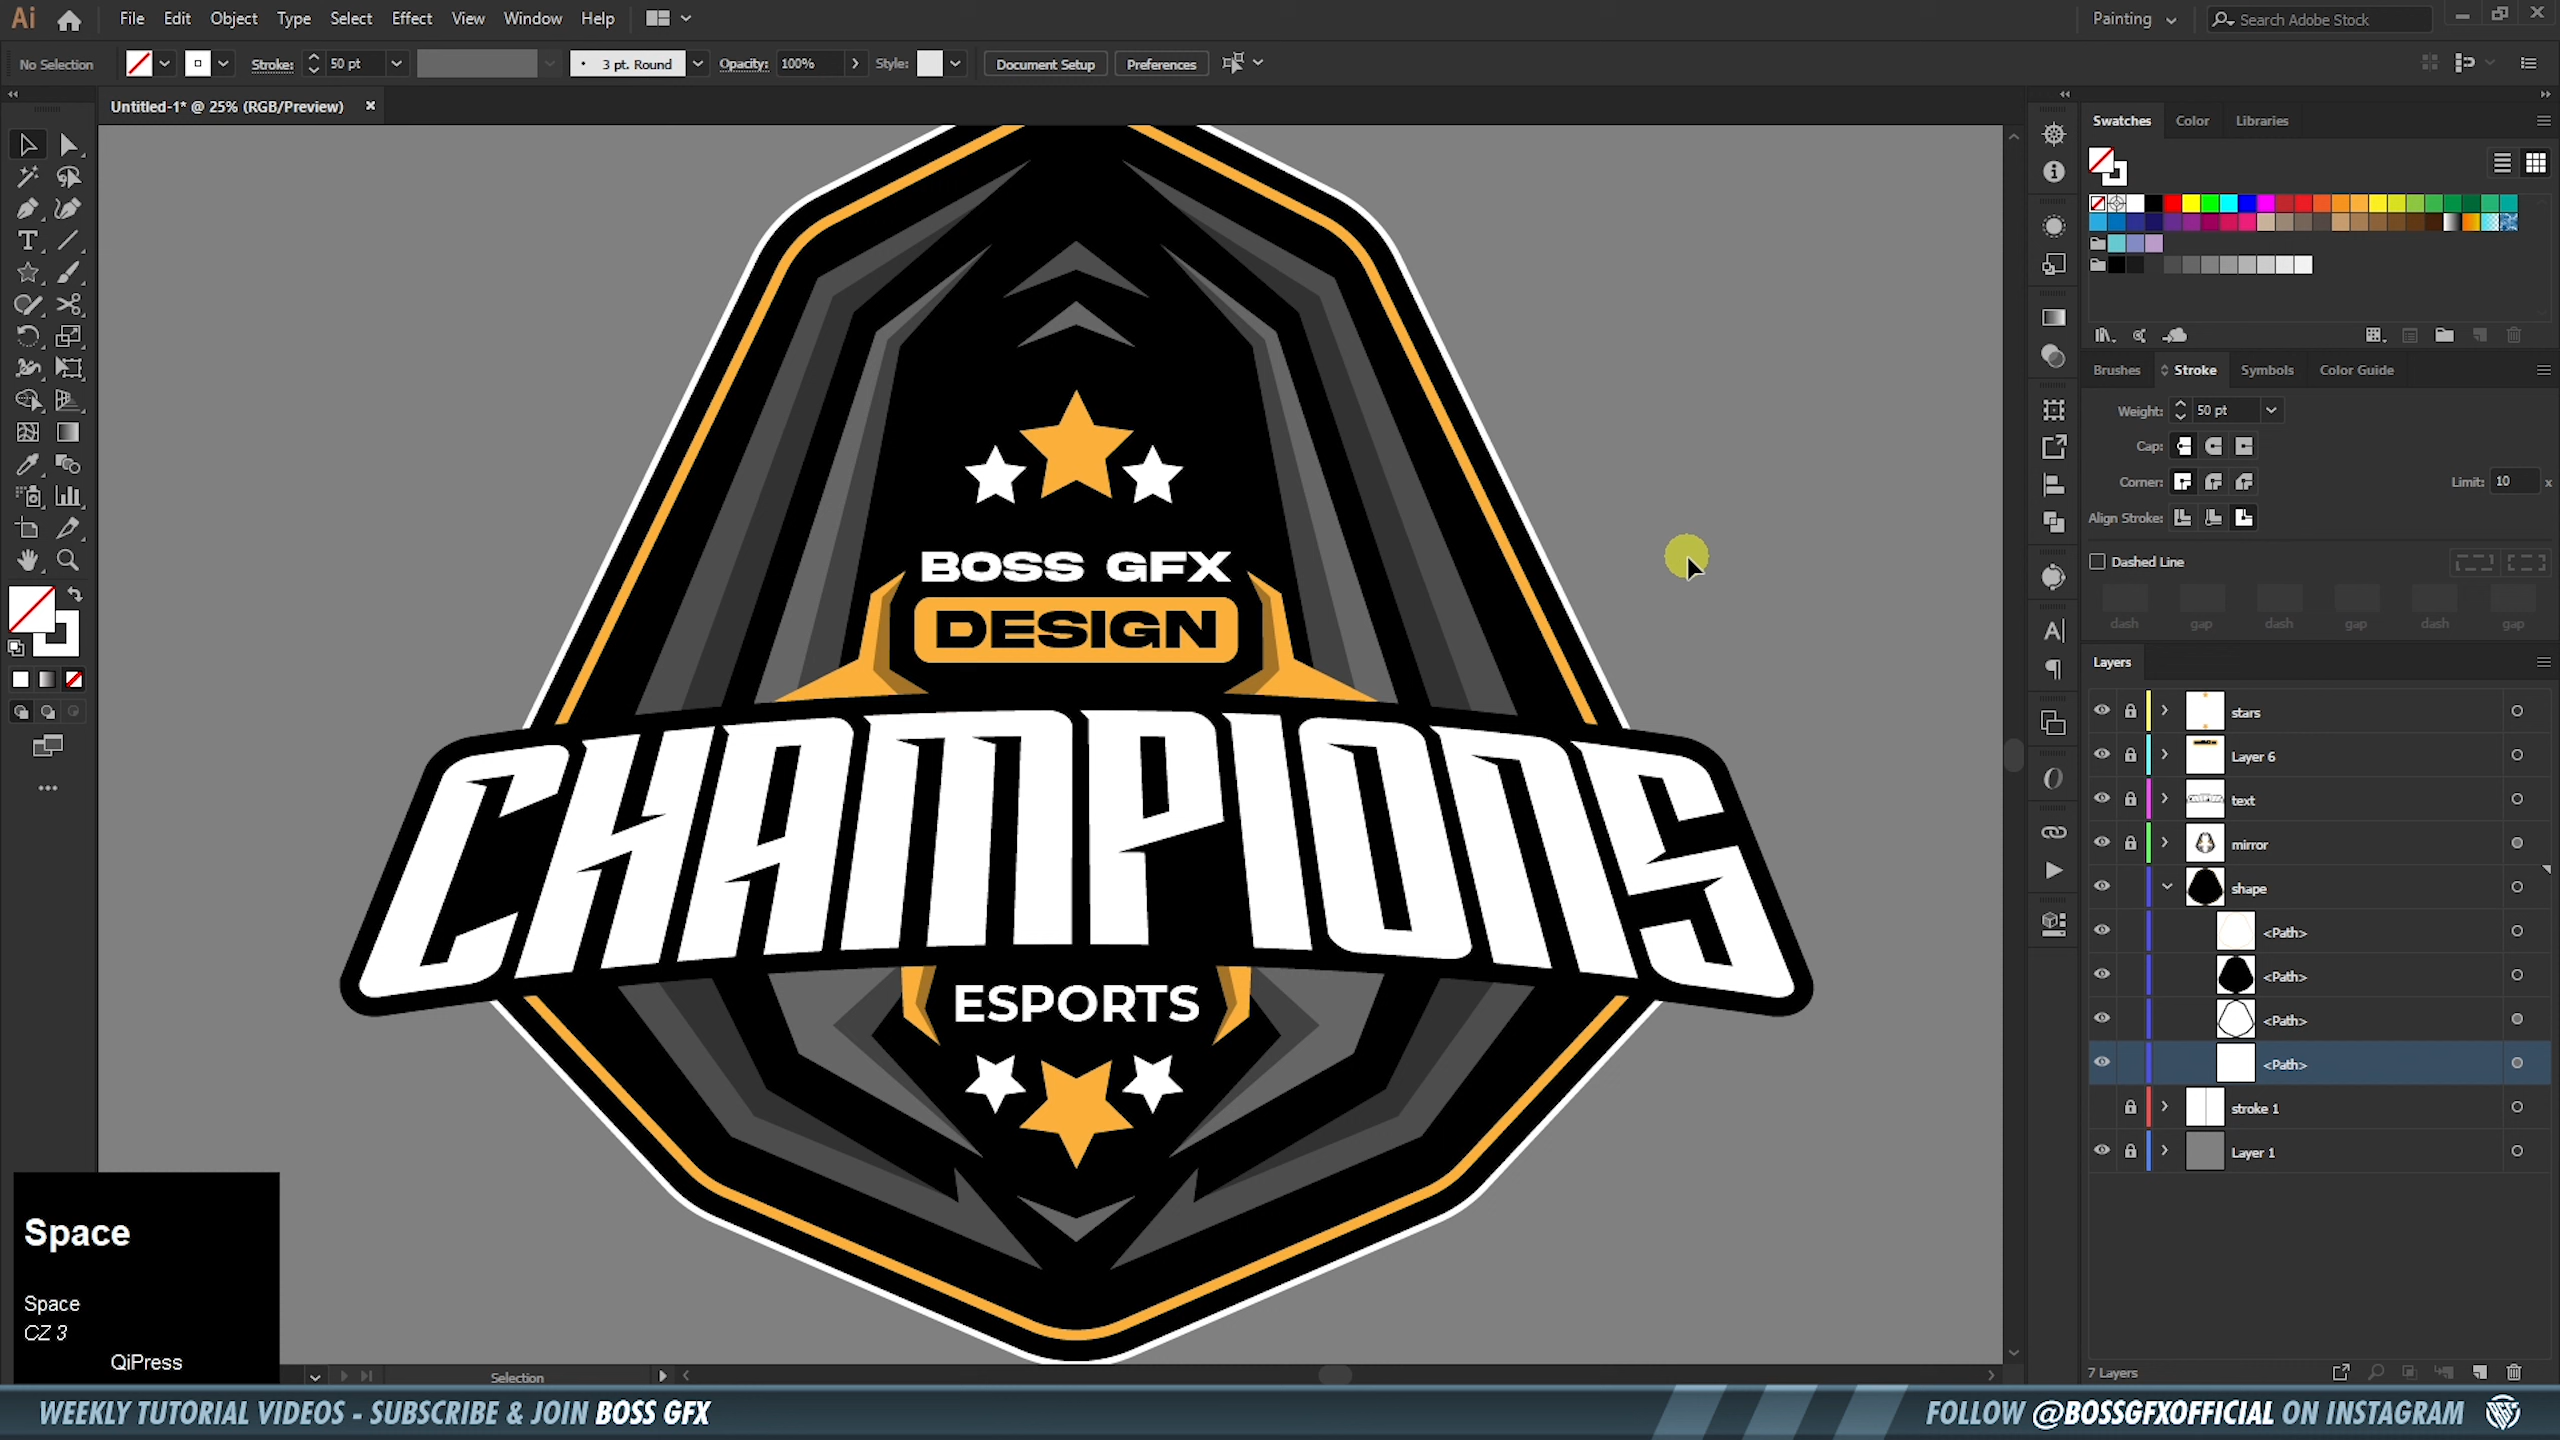 Ai File Edit Object Type Select Effect View Window Help Painting Search Adobe Stock
No Selection Stroke: 50 pt 3 pt. Round Opacity: 100% Style: Document Setup Preferences
Untitled-1* @ 25% (RGB/Preview)
Swatches Color Libraries
BOSS GFX
DESIGN
CHAMPIONS
ESPORTS
Brushes Stroke Symbols Color Guide
Weight: 50 pt
Cap:
Corner: Limit: 10 x
Align Stroke:
Dashed Line
dash gap dash gap dash gap
Layers
stars
Layer 6
text
mirror
shape
<Path>
<Path>
<Path>
<Path>
stroke 1
Layer 1
7 Layers
Space
Space
CZ 3
QiPress
Selection
WEEKLY TUTORIAL VIDEOS - SUBSCRIBE & JOIN BOSS GFX
FOLLOW @BOSSGFXOFFICIAL ON INSTAGRAM